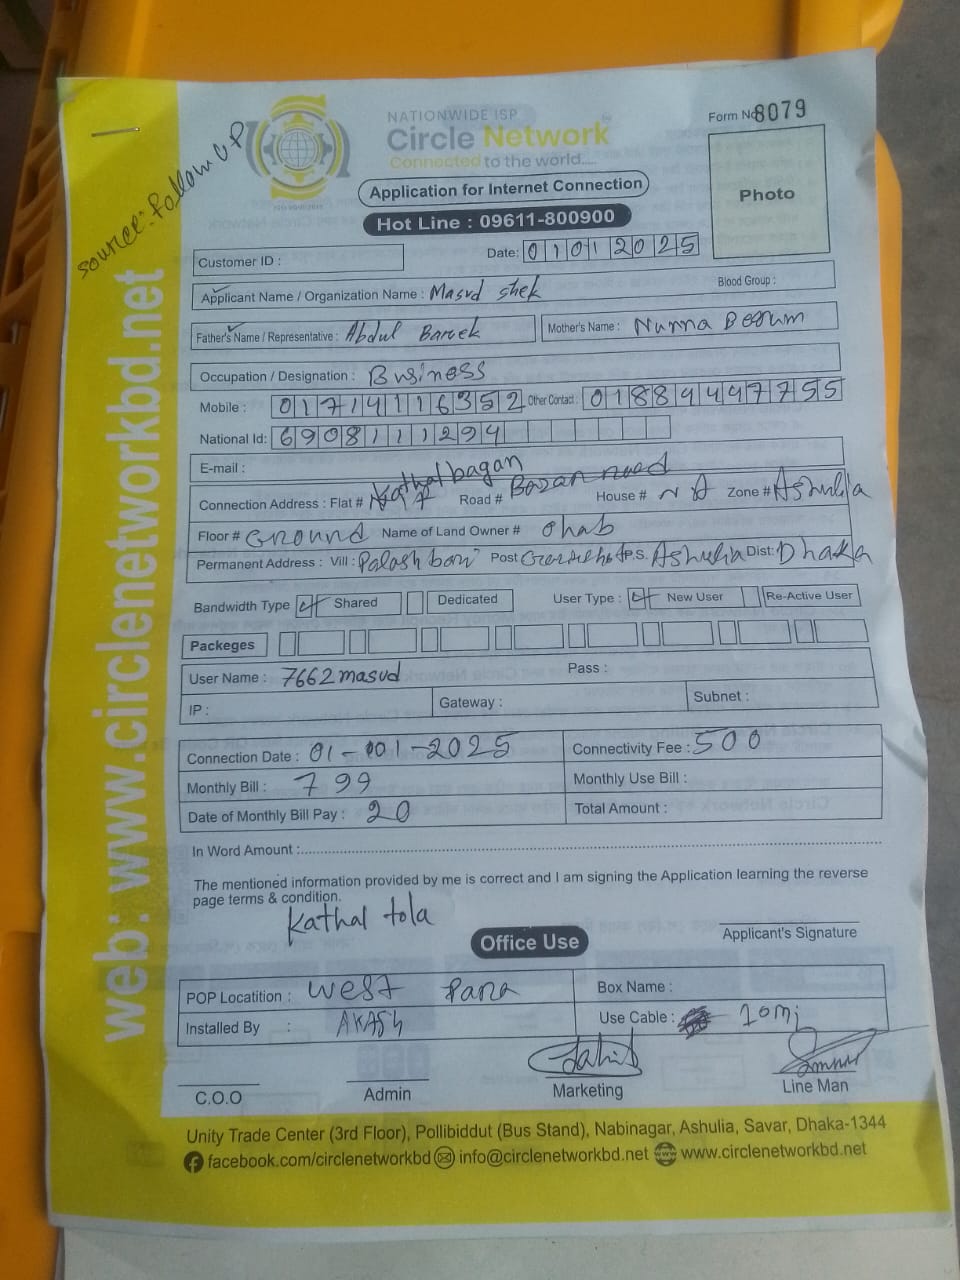 NATIONWIDE ISP
Circle Network
Connected to the world.....
Form No 8079
Source: Follow UP
Application for Internet Connection
Photo
Hot Line : 09611-800900
Customer ID :
Date: 01012025
Applicant Name / Organization Name : Masud Shek
Blood Group :
Father's Name / Representative : Abdul Barek
Mother's Name : Nunna Begum
Occupation / Designation : Business
Mobile : 01714116352 Other Contact : 01889497755
National Id: 6908111294
E-mail :
Kathalbagan
Connection Address : Flat # Road # Bazan road House # NA Zone # Ashulia
Floor # Ground Name of Land Owner # Ohab
Permanent Address : Vill : Palash bari Post P.S. Ashulia Dist: Dhaka
Bandwidth Type Shared Dedicated User Type : New User Re-Active User
Packeges
User Name : 7662masud Pass :
IP : Gateway : Subnet :
Connection Date : 01-01-2025 Connectivity Fee : 500
Monthly Bill : 799 Monthly Use Bill :
Date of Monthly Bill Pay : 20 Total Amount :
In Word Amount :
The mentioned information provided by me is correct and I am signing the Application learning the reverse
page terms & condition.
Kathal tola
Applicant's Signature
Office Use
POP Locatition : West Para Box Name :
Installed By : AKASH Use Cable : 20mi
C.O.O Admin Marketing Line Man
Unity Trade Center (3rd Floor), Pollibiddut (Bus Stand), Nabinagar, Ashulia, Savar, Dhaka-1344
facebook.com/circlenetworkbd info@circlenetworkbd.net www.circlenetworkbd.net
web: www.circlenetworkbd.net